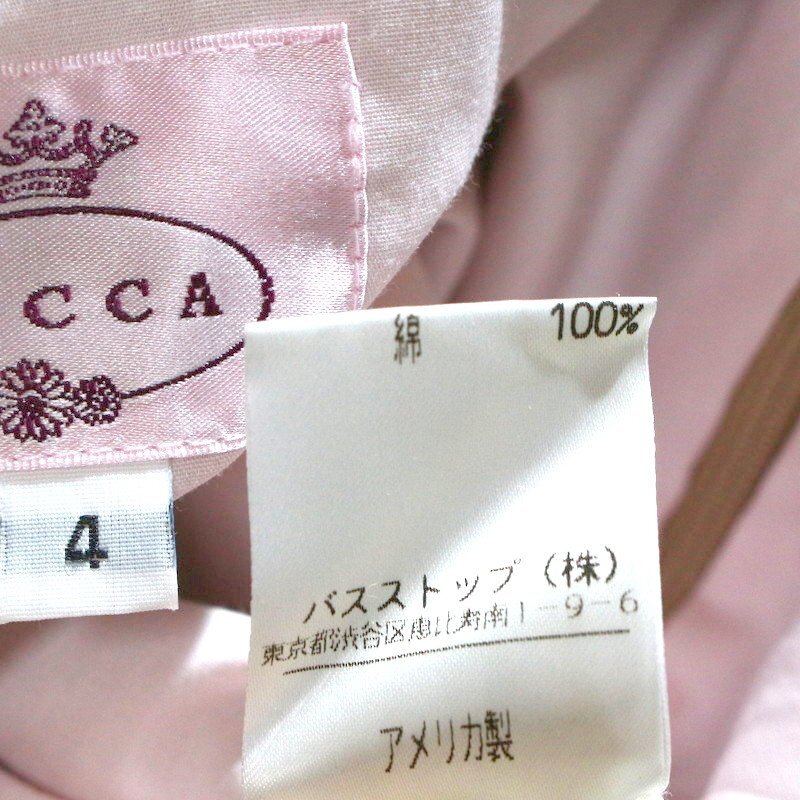 CCA
4
綿 100%
バスストップ（株）
東京都渋谷区恵比寿南1-9-6
アメリカ製